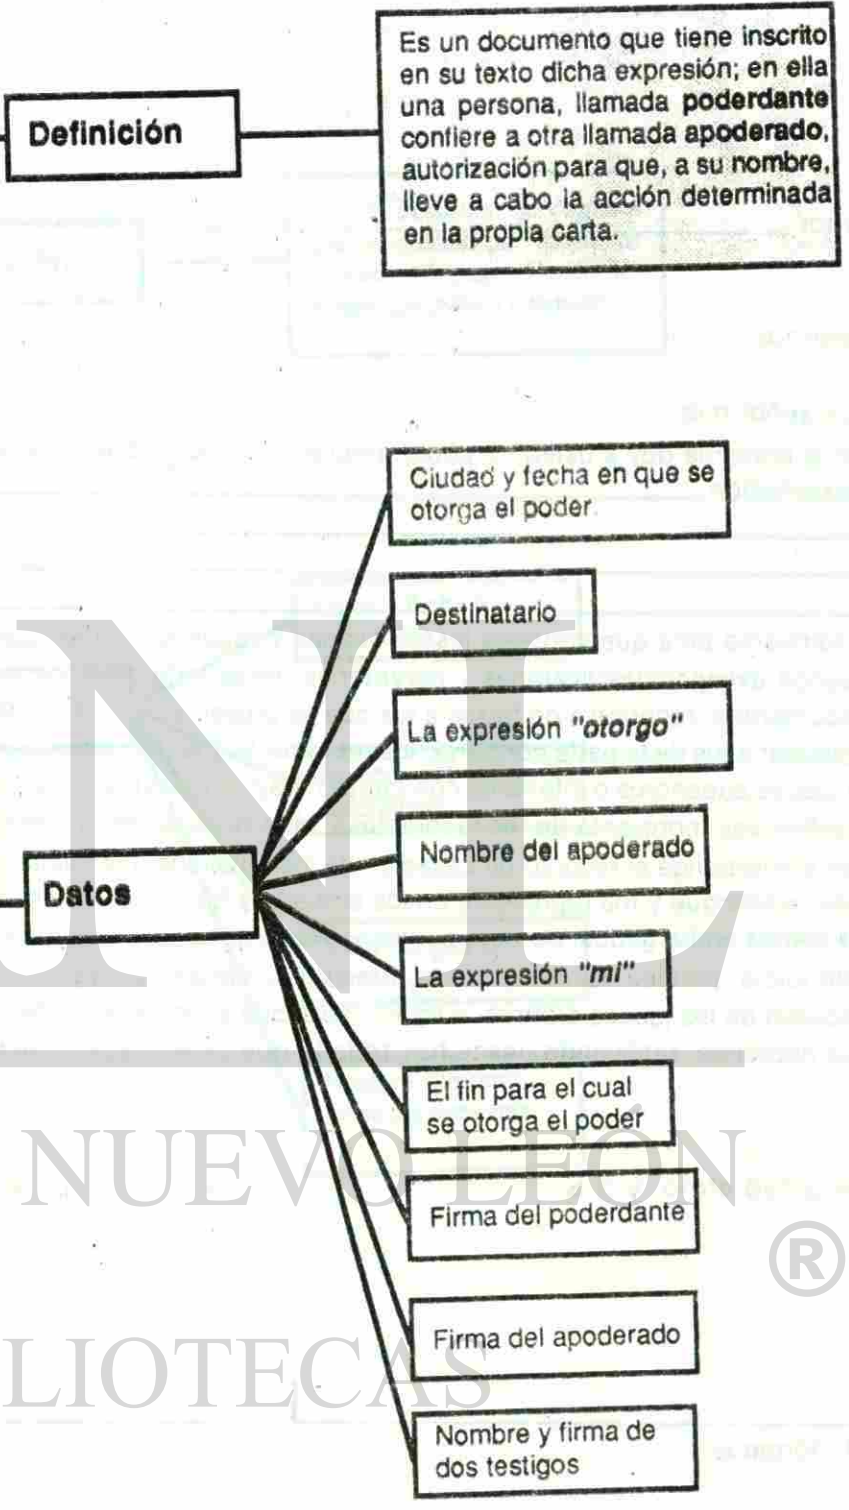 Es un documento que tiene inscrito
en su texto dicha expresión; en ella
una persona, llamada poderdante
confiere a otra llamada apoderado,
autorización para que, a su nombre,
lleve a cabo la acción determinada
en la propia carta.
Definición
Ciudad y fecha en que se
otorga el poder.
Destinatario
La expresión "otorgo"
Nombre del apoderado
Datos
La expresión "mi"
El fin para el cual
se otorga el poder
Firma del poderdante
Firma del apoderado
Nombre y firma de
dos testigos
NL
NUEVO LEÓN
®
LIOTECAS